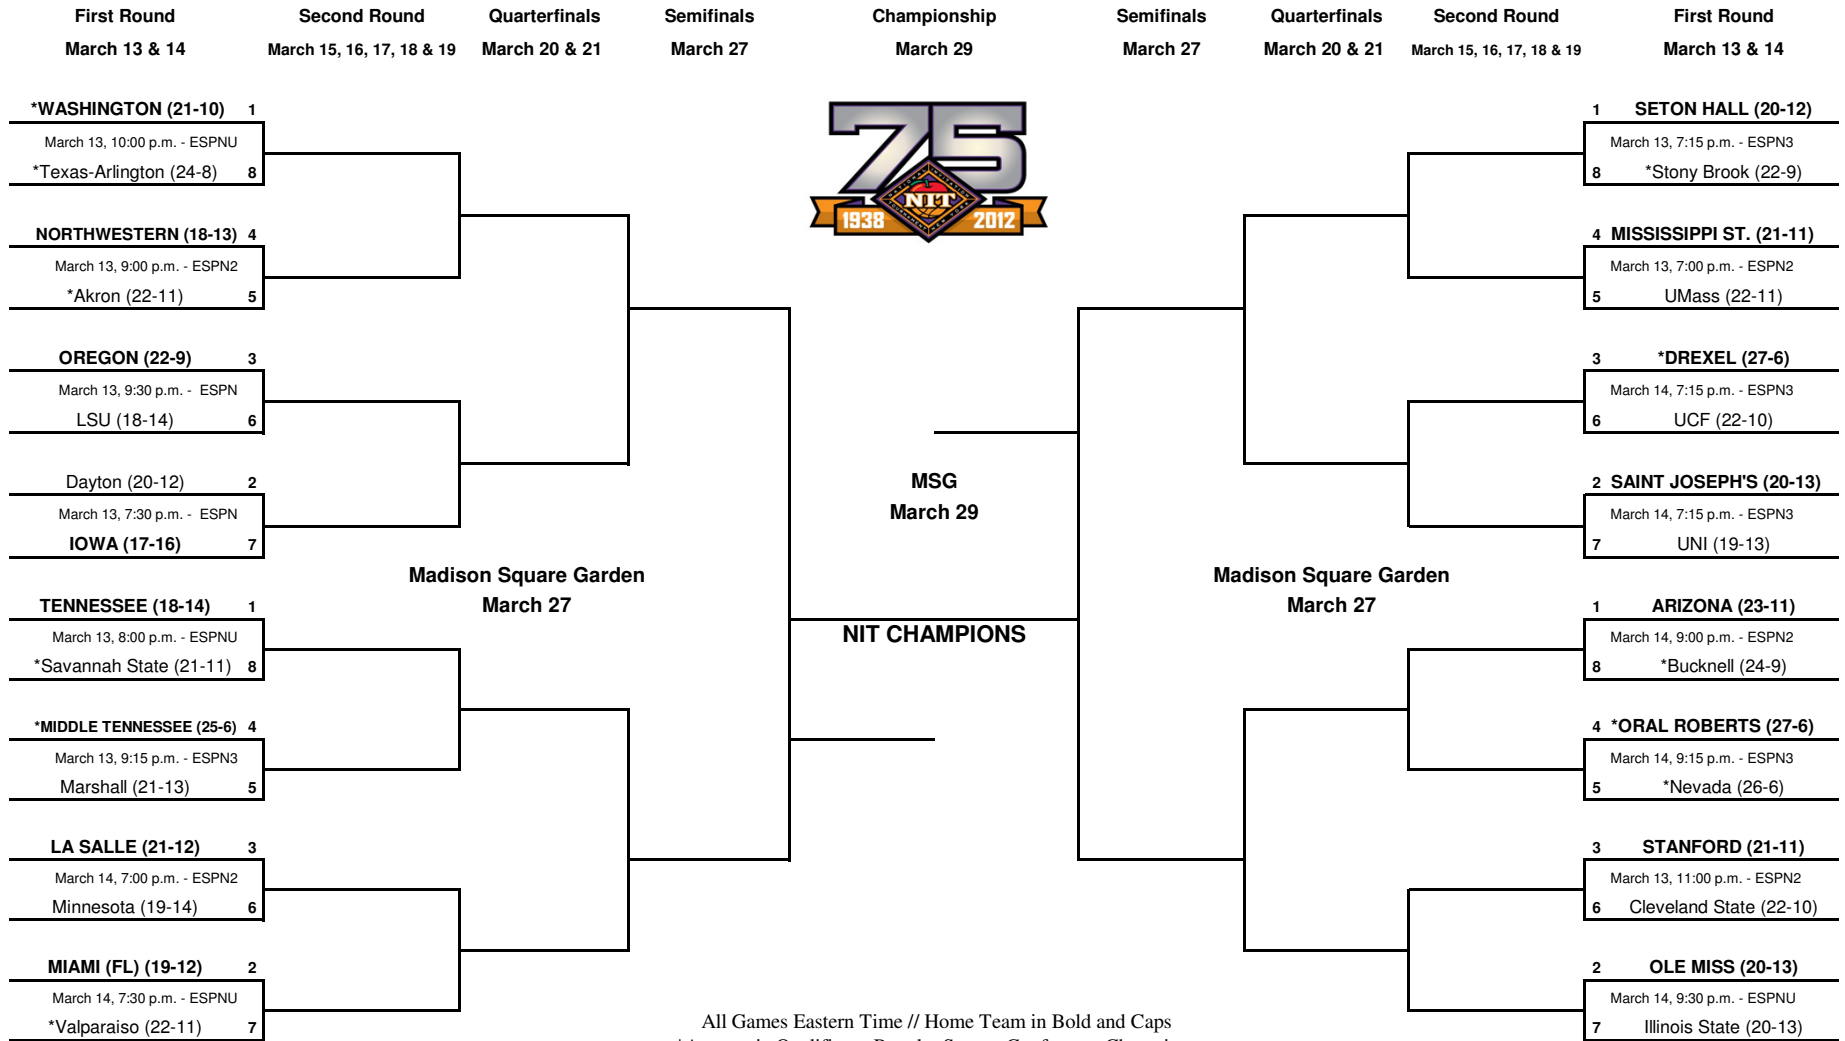 First Round Second Round Quarterfinals Semifinals Championship Semifinals Quarterfinals Second Round First Round
March 13 & 14 March 15, 16, 17, 18 & 19 March 20 & 21 March 27 March 29 March 27 March 20 & 21 March 15, 16, 17, 18 & 19 March 13 & 14
*WASHINGTON (21-10) 1
March 13, 10:00 p.m. - ESPNU
*Texas-Arlington (24-8) 8
NORTHWESTERN (18-13) 4
March 13, 9:00 p.m. - ESPN2
*Akron (22-11) 5
OREGON (22-9) 3
March 13, 9:30 p.m. - ESPN
LSU (18-14) 6
Dayton (20-12) 2
March 13, 7:30 p.m. - ESPN
IOWA (17-16) 7
Madison Square Garden
March 27
TENNESSEE (18-14) 1
March 13, 8:00 p.m. - ESPNU
*Savannah State (21-11) 8
*MIDDLE TENNESSEE (25-6) 4
March 13, 9:15 p.m. - ESPN3
Marshall (21-13) 5
LA SALLE (21-12) 3
March 14, 7:00 p.m. - ESPN2
Minnesota (19-14) 6
MIAMI (FL) (19-12) 2
March 14, 7:30 p.m. - ESPNU
*Valparaiso (22-11) 7
75
NIT
1938 2012
MSG
March 29
NIT CHAMPIONS
1 SETON HALL (20-12)
March 13, 7:15 p.m. - ESPN3
8 *Stony Brook (22-9)
4 MISSISSIPPI ST. (21-11)
March 13, 7:00 p.m. - ESPN2
5 UMass (22-11)
3 *DREXEL (27-6)
March 14, 7:15 p.m. - ESPN3
6 UCF (22-10)
2 SAINT JOSEPH'S (20-13)
March 14, 7:15 p.m. - ESPN3
7 UNI (19-13)
Madison Square Garden
March 27
1 ARIZONA (23-11)
March 14, 9:00 p.m. - ESPN2
8 *Bucknell (24-9)
4 *ORAL ROBERTS (27-6)
March 14, 9:15 p.m. - ESPN3
5 *Nevada (26-6)
3 STANFORD (21-11)
March 13, 11:00 p.m. - ESPN2
6 Cleveland State (22-10)
2 OLE MISS (20-13)
March 14, 9:30 p.m. - ESPNU
7 Illinois State (20-13)
All Games Eastern Time // Home Team in Bold and Caps